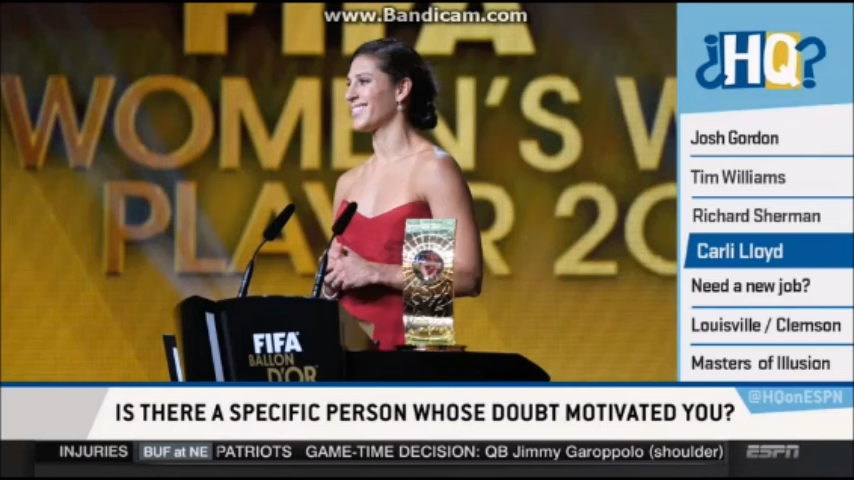 www.Bandicam.com
FIFA
WOMEN'S W
PLAYER 20
FIFA
BALLON
D'OR
¿HQ?
Josh Gordon
Tim Williams
Richard Sherman
Carli Lloyd
Need a new job?
Louisville / Clemson
Masters of Illusion
@HQonESPN
IS THERE A SPECIFIC PERSON WHOSE DOUBT MOTIVATED YOU?
INJURIES BUF at NE PATRIOTS GAME-TIME DECISION: QB Jimmy Garoppolo (shoulder) ESPN